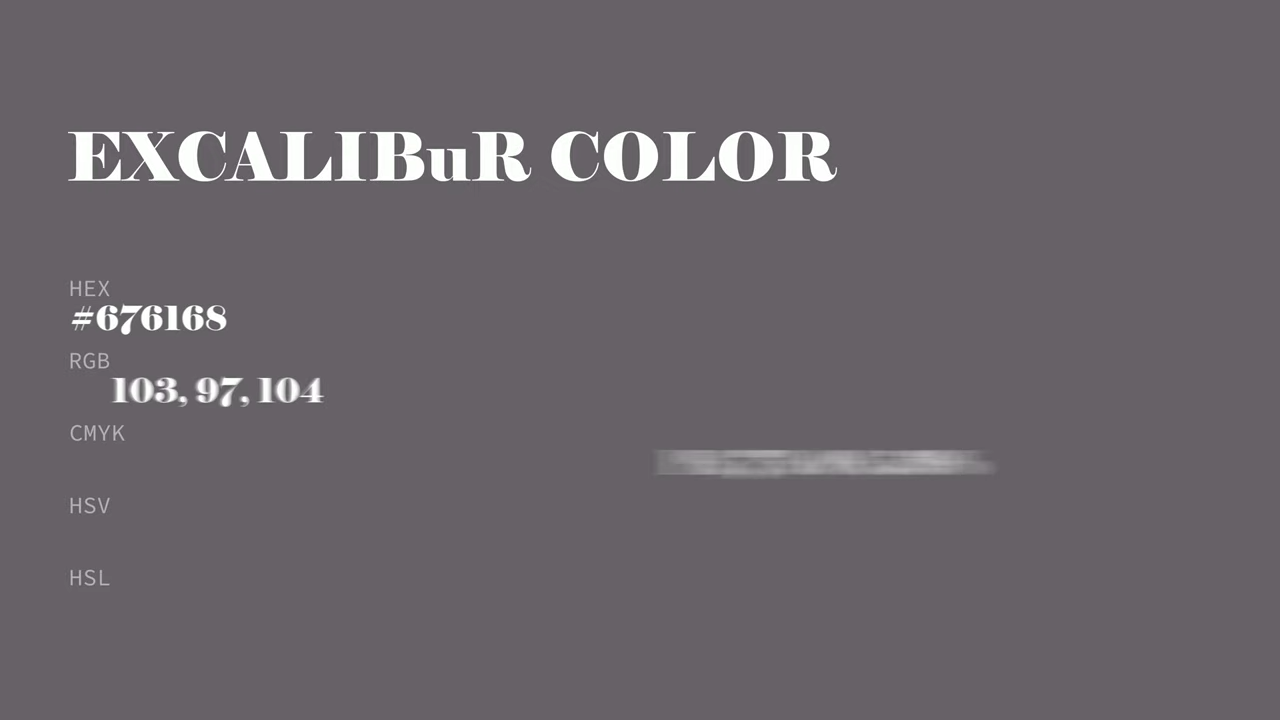 EXCALIBuR COLOR
HEX
#676168
RGB
103, 97, 104
CMYK
HSV
HSL